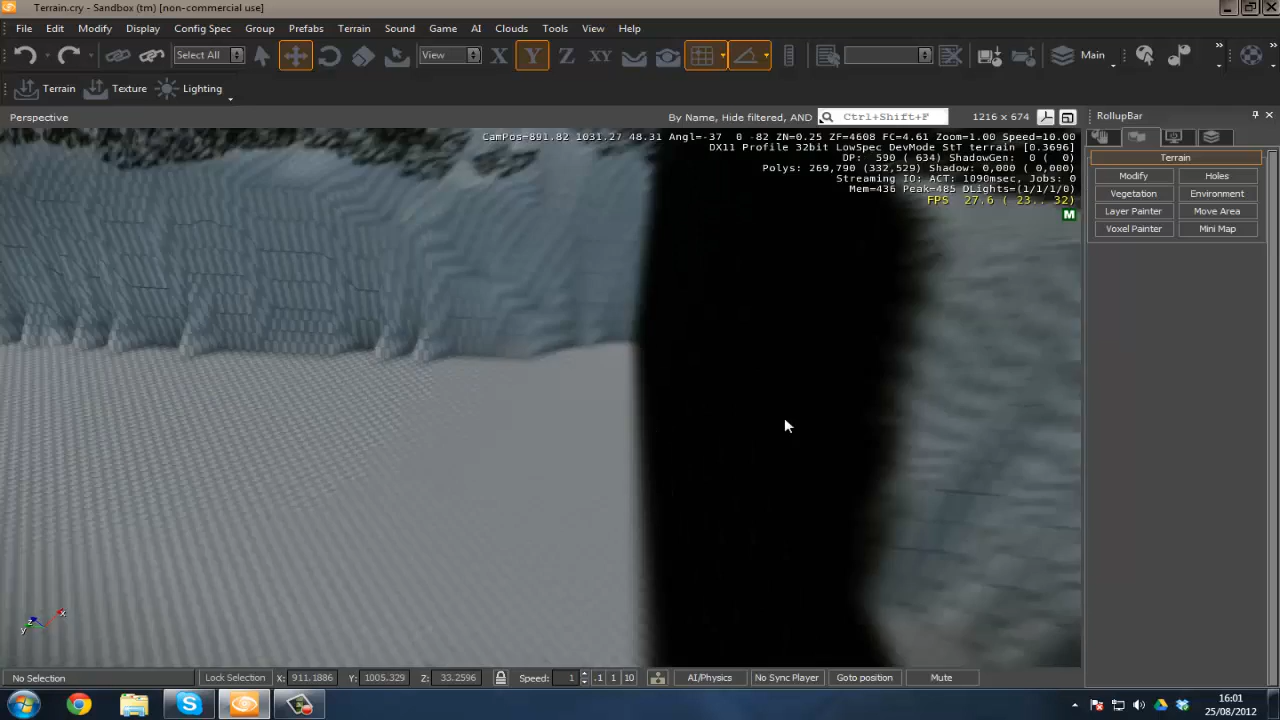 Terrain.cry - Sandbox (tm) [non-commercial use]
File Edit Modify Display Config Spec Group Prefabs Terrain Sound Game AI Clouds Tools View Help
Select All View X Y Z XY Main
Terrain Texture Lighting
Perspective By Name, Hide filtered, AND Ctrl+Shift+F 1216 x 674 RollupBar
CamPos=891.82 1031.27 48.31 Angl=-37 0 -82 ZN=0.25 ZF=4608 FC=4.61 Zoom=1.00 Speed=10.00
DX11 Profile 32bit LowSpec DevMode StT terrain [0.3696]
DP: 590 ( 634) ShadowGen: 0 ( 0)
Polys: 269,790 (332,529) Shadow: 0,000 ( 0,000)
Streaming IO: ACT: 1090msec, Jobs: 0
Mem=436 Peak=485 DLights=(1/1/1/0)
FPS 27.6 ( 23.. 32)
M
Terrain
Modify Holes
Vegetation Environment
Layer Painter Move Area
Voxel Painter Mini Map
z x
y
No Selection Lock Selection X: 911.1886 Y: 1005.329 Z: 33.2596 Speed: 1 .1 1 10 AI/Physics No Sync Player Goto position Mute
16:01
25/08/2012